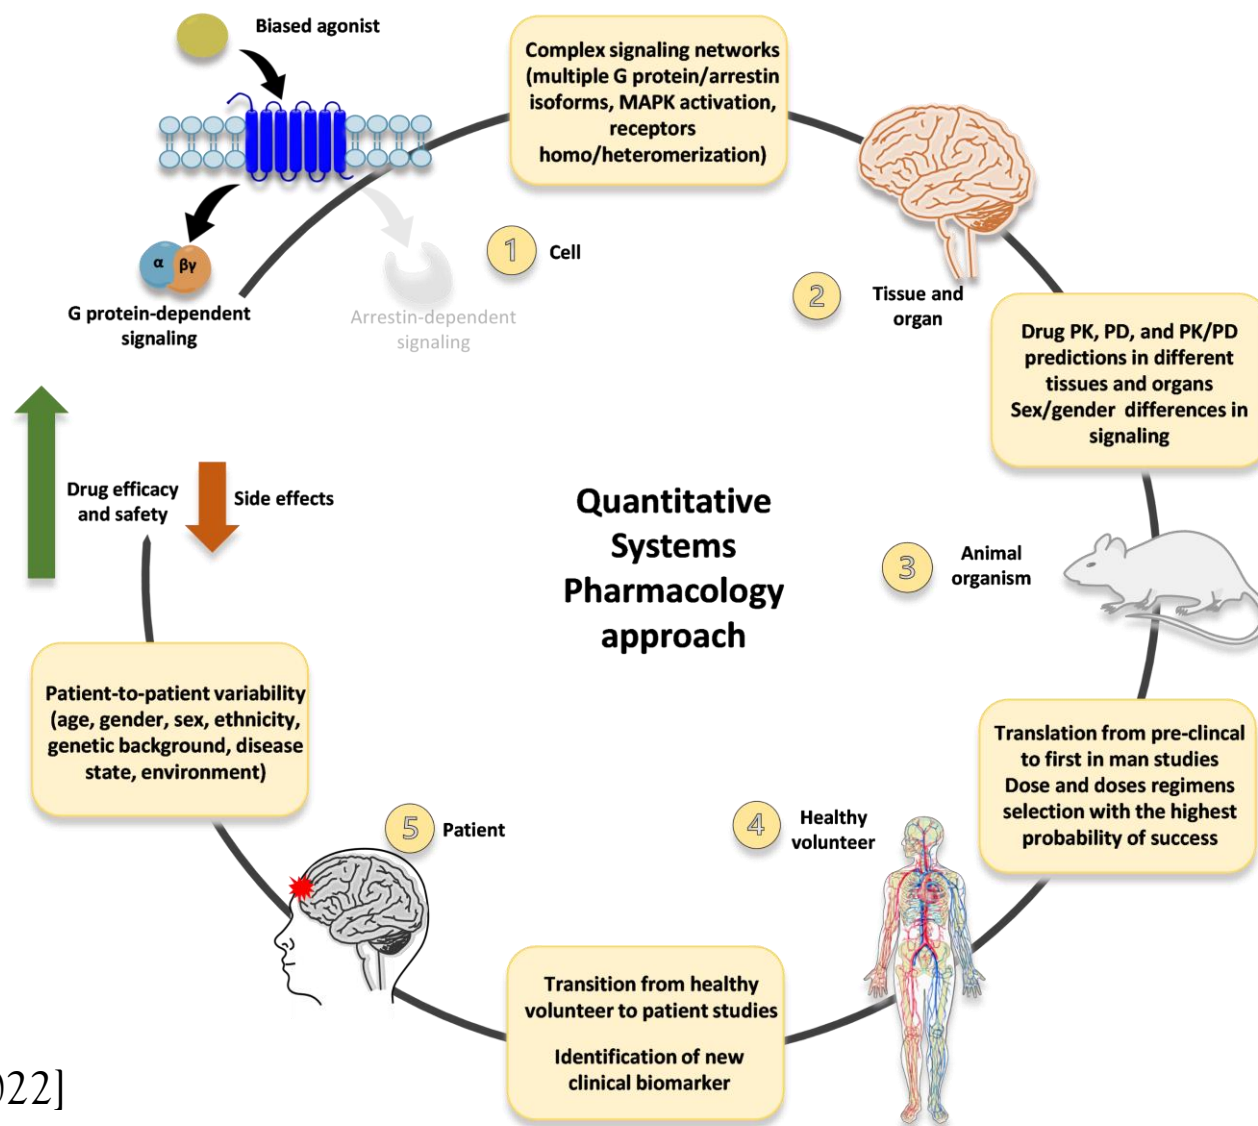 Biased agonist
α
βγ
G protein-dependent
signaling
Arrestin-dependent
signaling
1
Cell
Complex signaling networks
(multiple G protein/arrestin
isoforms, MAPK activation,
receptors
homo/heteromerization)
2
Tissue and
organ
Drug PK, PD, and PK/PD
predictions in different
tissues and organs
Sex/gender differences in
signaling
3
Animal
organism
Translation from pre-clincal
to first in man studies
Dose and doses regimens
selection with the highest
probability of success
4
Healthy
volunteer
Transition from healthy
volunteer to patient studies
Identification of new
clinical biomarker
5
Patient
Patient-to-patient variability
(age, gender, sex, ethnicity,
genetic background, disease
state, environment)
Drug efficacy
and safety
Side effects
Quantitative
Systems
Pharmacology
approach
22]